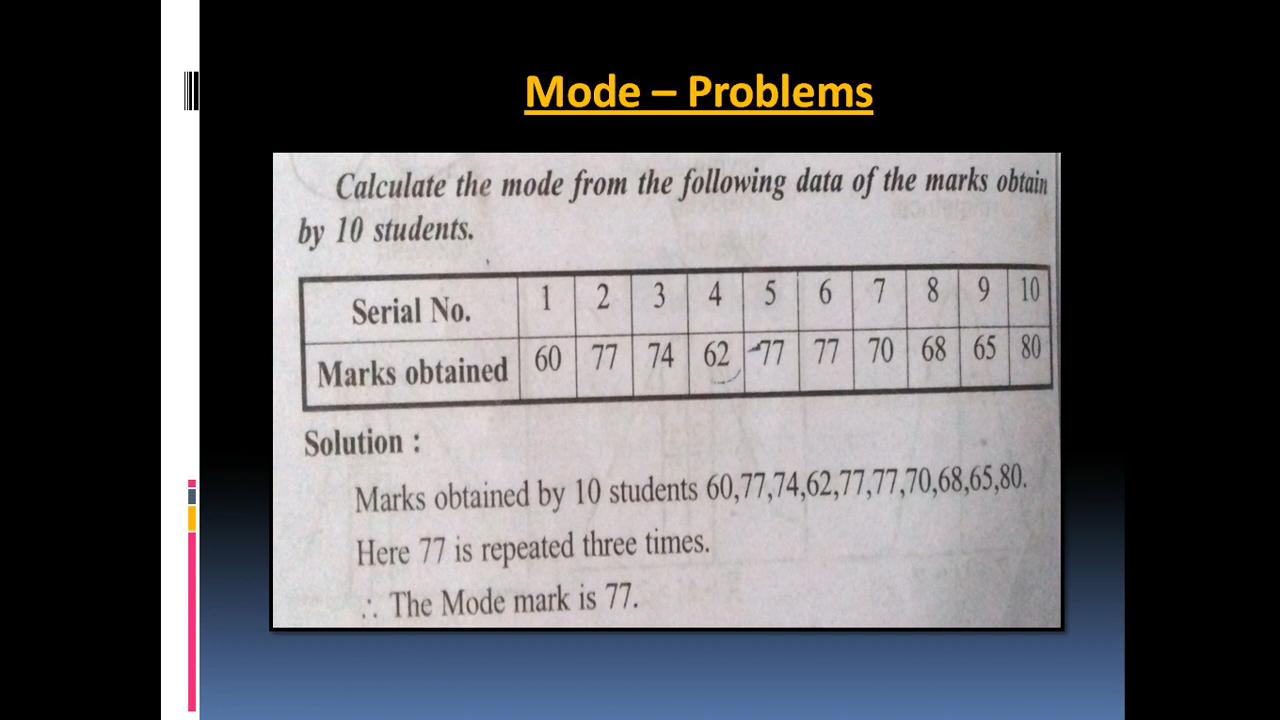 Mode – Problems
Calculate the mode from the following data of the marks obtain
by 10 students.
Serial No. 1 2 3 4 5 6 7 8 9 10
Marks obtained 60 77 74 62 77 77 70 68 65 80
Solution :
Marks obtained by 10 students 60,77,74,62,77,77,70,68,65,80.
Here 77 is repeated three times.
∴ The Mode mark is 77.